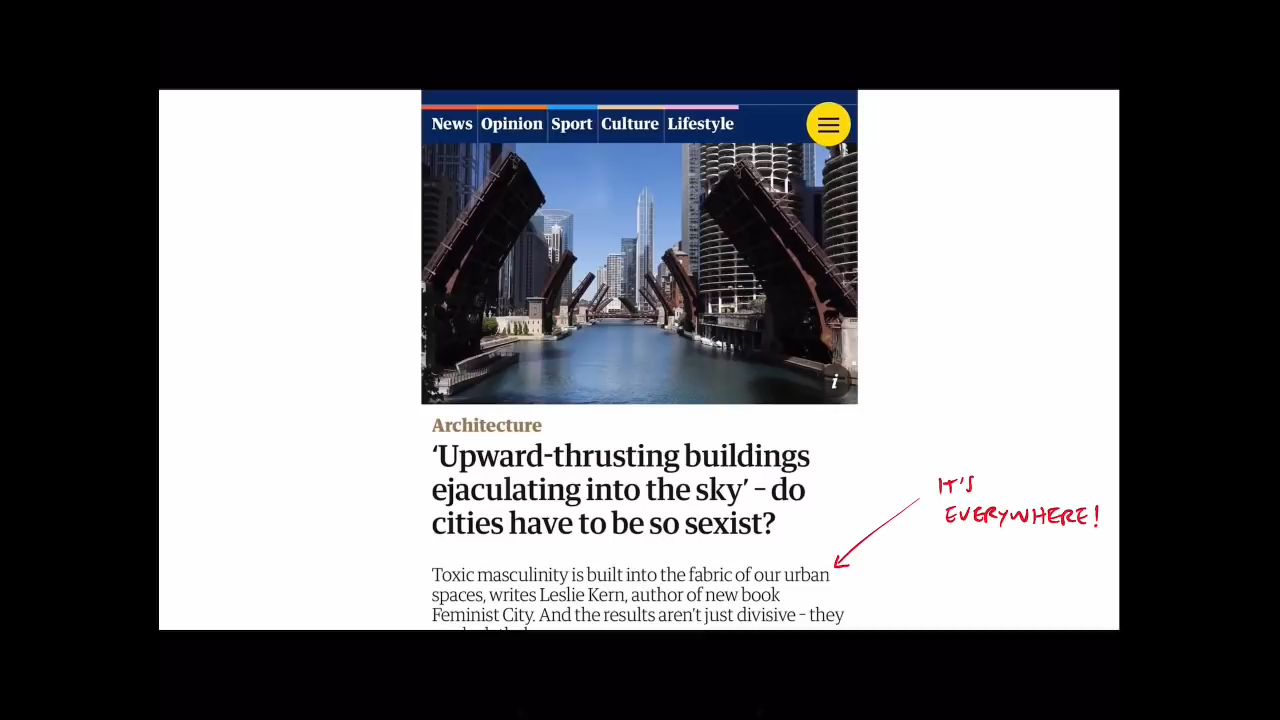 News Opinion Sport Culture Lifestyle
i
Architecture
‘Upward-thrusting buildings
ejaculating into the sky’ – do
cities have to be so sexist?
Toxic masculinity is built into the fabric of our urban
spaces, writes Leslie Kern, author of new book
Feminist City. And the results aren’t just divisive – they
IT'S
EVERYWHERE!